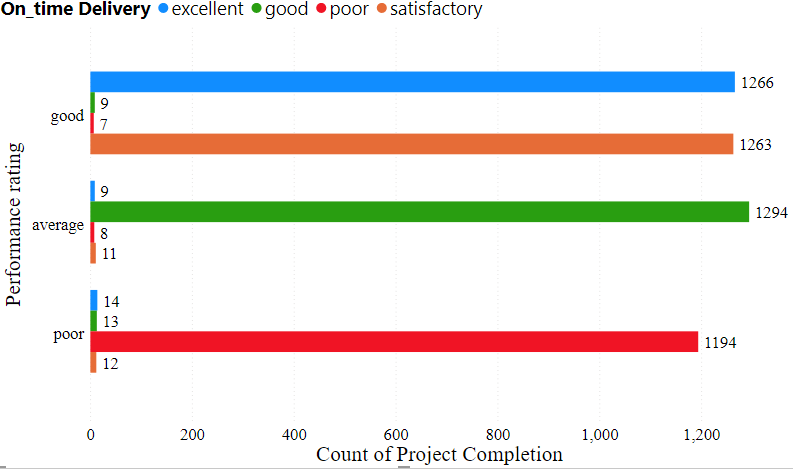 On_time Delivery excellent good poor satisfactory
Performance rating
good
1266
9
7
1263
average
9
1294
8
11
poor
14
13
1194
12
0 200 400 600 800 1,000 1,200
Count of Project Completion